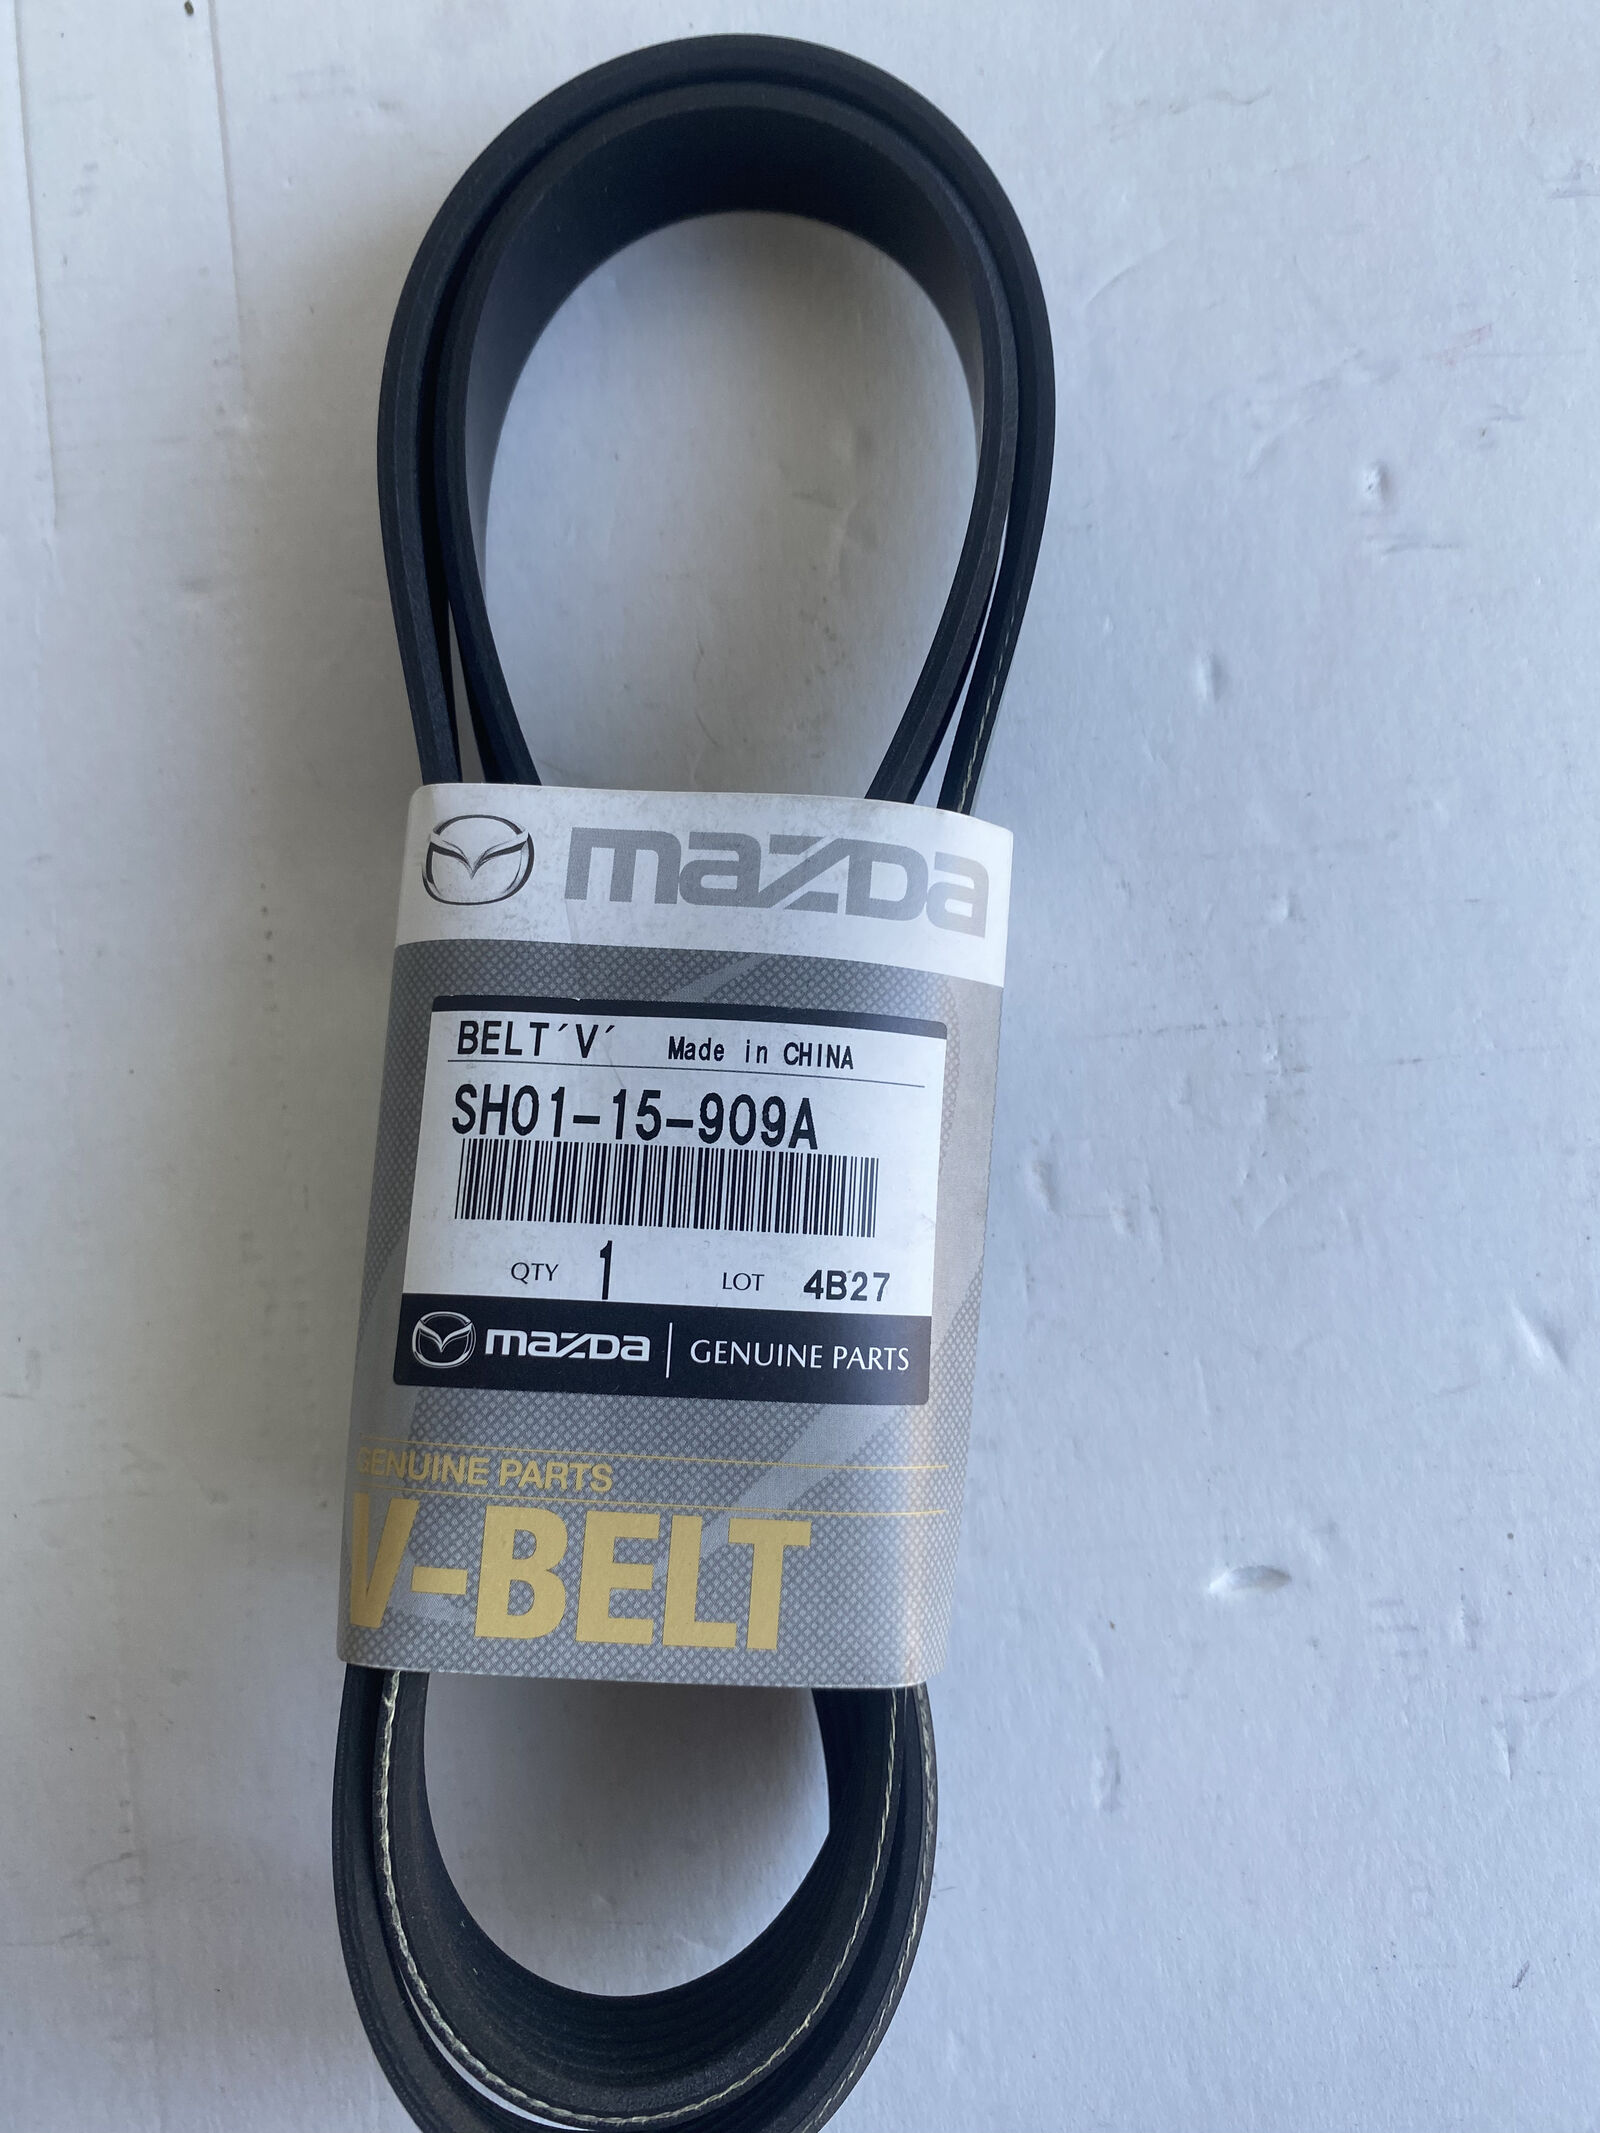 mazda
BELT´V´ Made in CHINA
SH01-15-909A
QTY 1 LOT 4B27
mazda | GENUINE PARTS
GENUINE PARTS
V-BELT